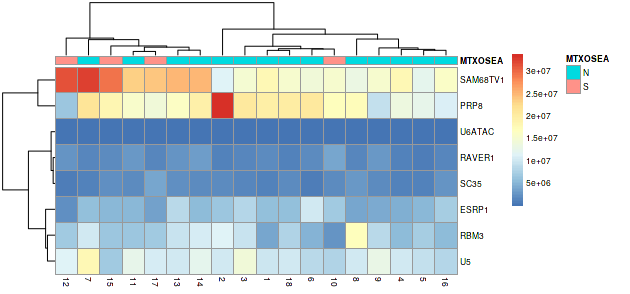 MTXOSEA
SAM68TV1
PRP8
U6ATAC
RAVER1
SC35
ESRP1
RBM3
U5
12 7 15 11 17 13 14 2 3 1 18 6 10 8 9 4 5 16
3e+07
2.5e+07
2e+07
1.5e+07
1e+07
5e+06
MTXOSEA
N
S